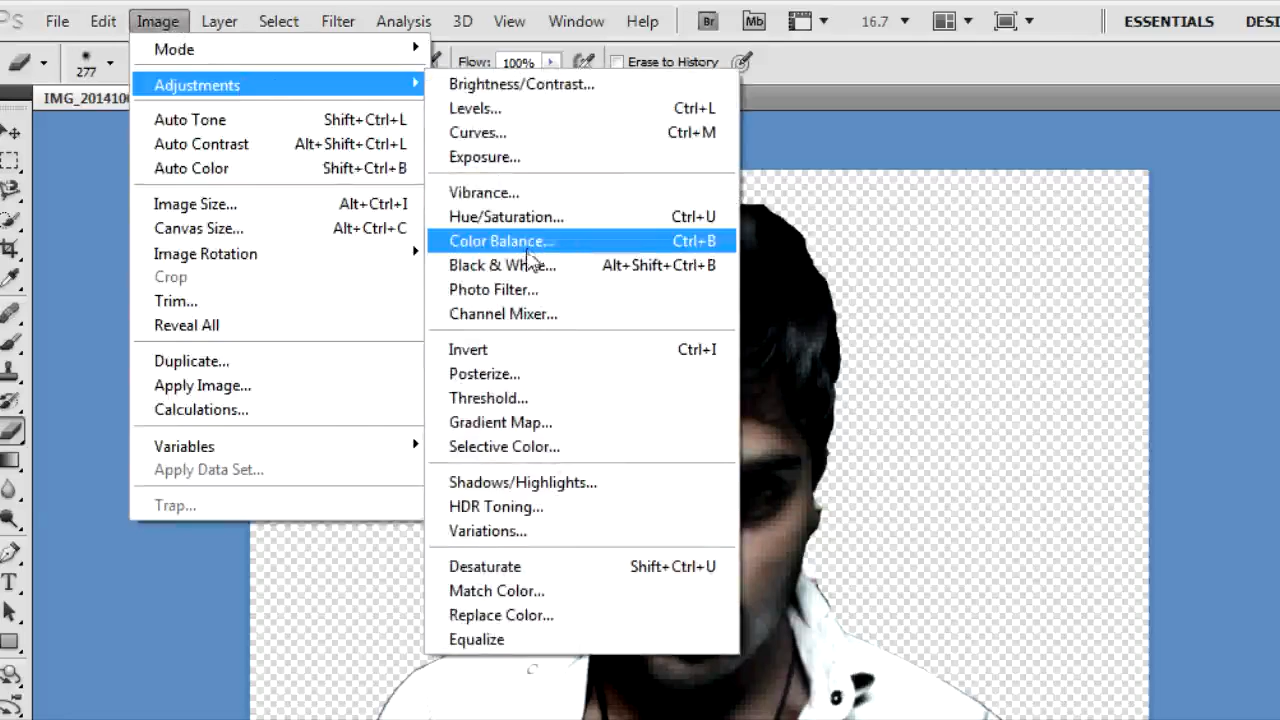 PS File Edit Image Layer Select Filter Analysis 3D View Window Help Br Mb 16.7 ESSENTIALS
277 Flow: 100% Erase to History
Mode
Adjustments
Auto Tone Shift+Ctrl+L
Auto Contrast Alt+Shift+Ctrl+L
Auto Color Shift+Ctrl+B
Image Size... Alt+Ctrl+I
Canvas Size... Alt+Ctrl+C
Image Rotation
Crop
Trim...
Reveal All
Duplicate...
Apply Image...
Calculations...
Variables
Apply Data Set...
Trap...
Brightness/Contrast...
Levels... Ctrl+L
Curves... Ctrl+M
Exposure...
Vibrance...
Hue/Saturation... Ctrl+U
Color Balance... Ctrl+B
Black & White... Alt+Shift+Ctrl+B
Photo Filter...
Channel Mixer...
Invert Ctrl+I
Posterize...
Threshold...
Gradient Map...
Selective Color...
Shadows/Highlights...
HDR Toning...
Variations...
Desaturate Shift+Ctrl+U
Match Color...
Replace Color...
Equalize